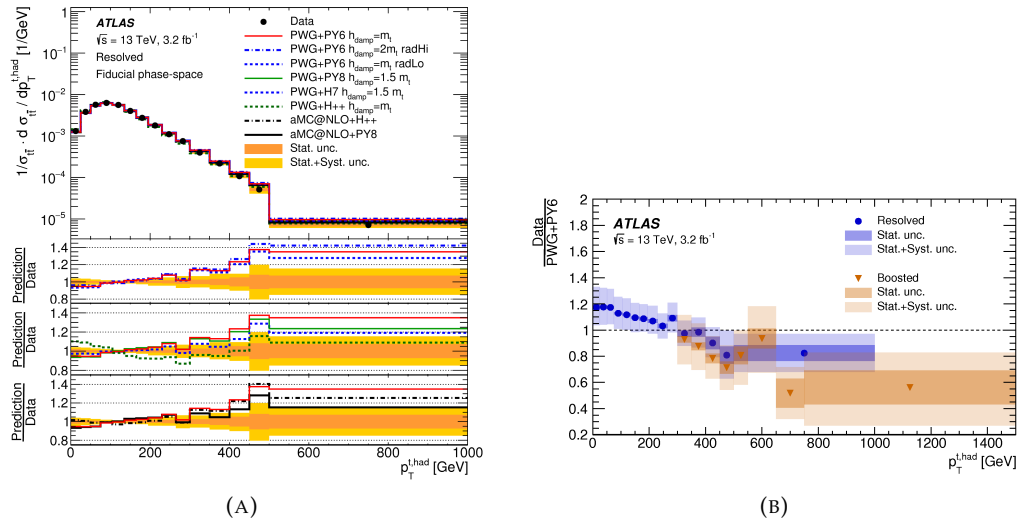 ATLAS
√s = 13 TeV, 3.2 fb⁻¹
Resolved
Fiducial phase-space
Data
PWG+PY6 h_damp=m_t
PWG+PY6 h_damp=2m_t radHi
PWG+PY6 h_damp=m_t radLo
PWG+PY8 h_damp=1.5 m_t
PWG+H7 h_damp=1.5 m_t
PWG+H++ h_damp=m_t
aMC@NLO+H++
aMC@NLO+PY8
Stat. unc.
Stat.+Syst. unc.
1/σ_tt̄ · d σ_tt̄ / dp_T^t,had [1/GeV]
1
10⁻¹
10⁻²
10⁻³
10⁻⁴
10⁻⁵
Prediction
Data
1.4
1.2
1
0.8
Prediction
Data
1.4
1.2
1
0.8
Prediction
Data
1.4
1.2
1
0.8
0 200 400 600 800 1000
p_T^t,had [GeV]
(A)
Data
PWG+PY6
2
1.8
1.6
1.4
1.2
1
0.8
0.6
0.4
0.2
ATLAS
√s = 13 TeV, 3.2 fb⁻¹
Resolved
Stat. unc.
Stat.+Syst. unc.
Boosted
Stat. unc.
Stat.+Syst. unc.
0 200 400 600 800 1000 1200 1400
p_T^t,had [GeV]
(B)